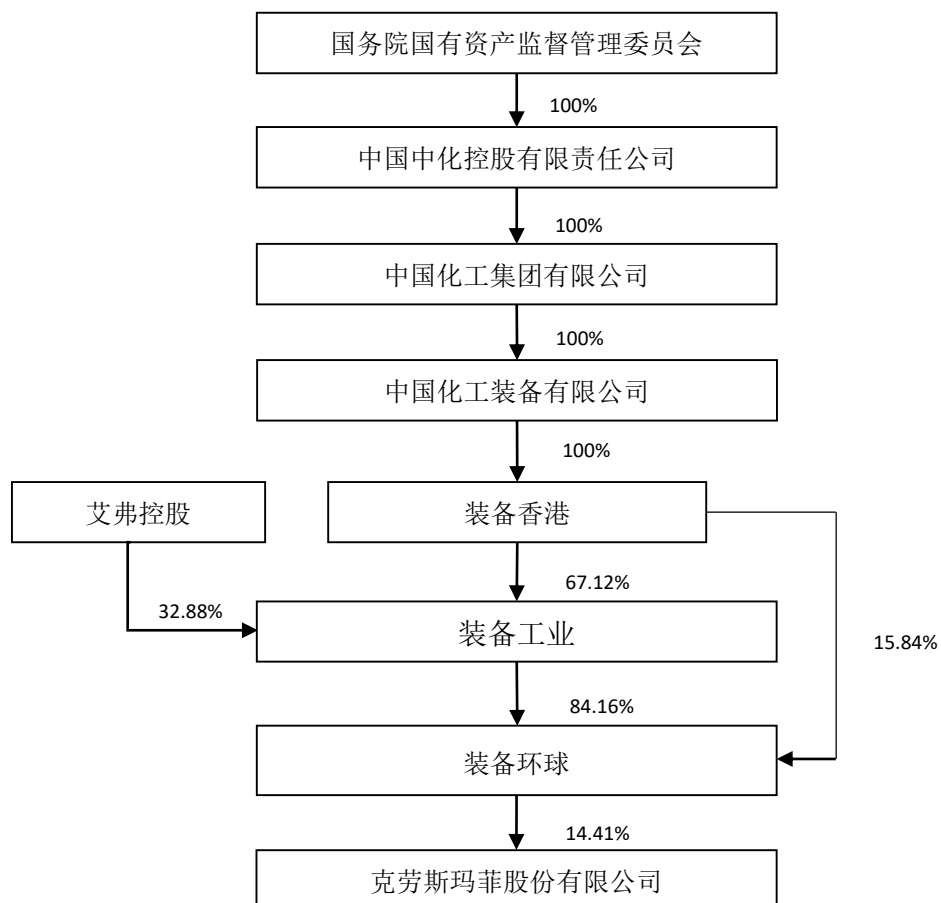 国务院国有资产监督管理委员会
100%
中国中化控股有限责任公司
100%
中国化工集团有限公司
100%
中国化工装备有限公司
100%
艾弗控股
装备香港
67.12%
32.88%
装备工业
15.84%
84.16%
装备环球
14.41%
克劳斯玛菲股份有限公司